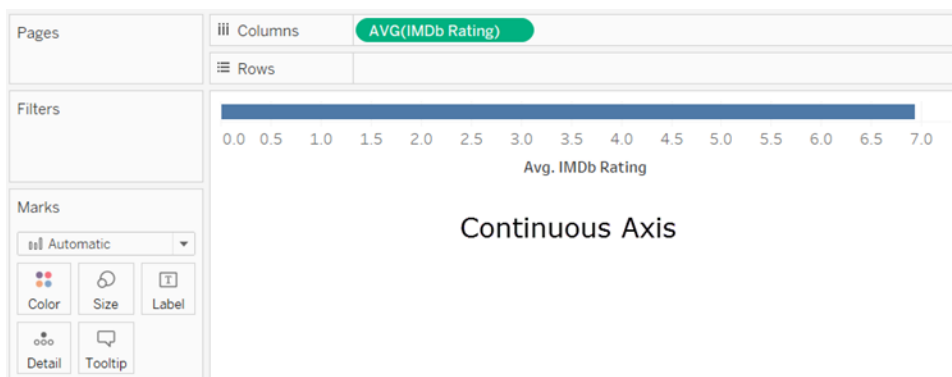 Pages
Columns
AVG(IMDb Rating)
Rows
Filters
0.0 0.5 1.0 1.5 2.0 2.5 3.0 3.5 4.0 4.5 5.0 5.5 6.0 6.5 7.0
Avg. IMDb Rating
Continuous Axis
Marks
Automatic
Color Size Label
Detail Tooltip